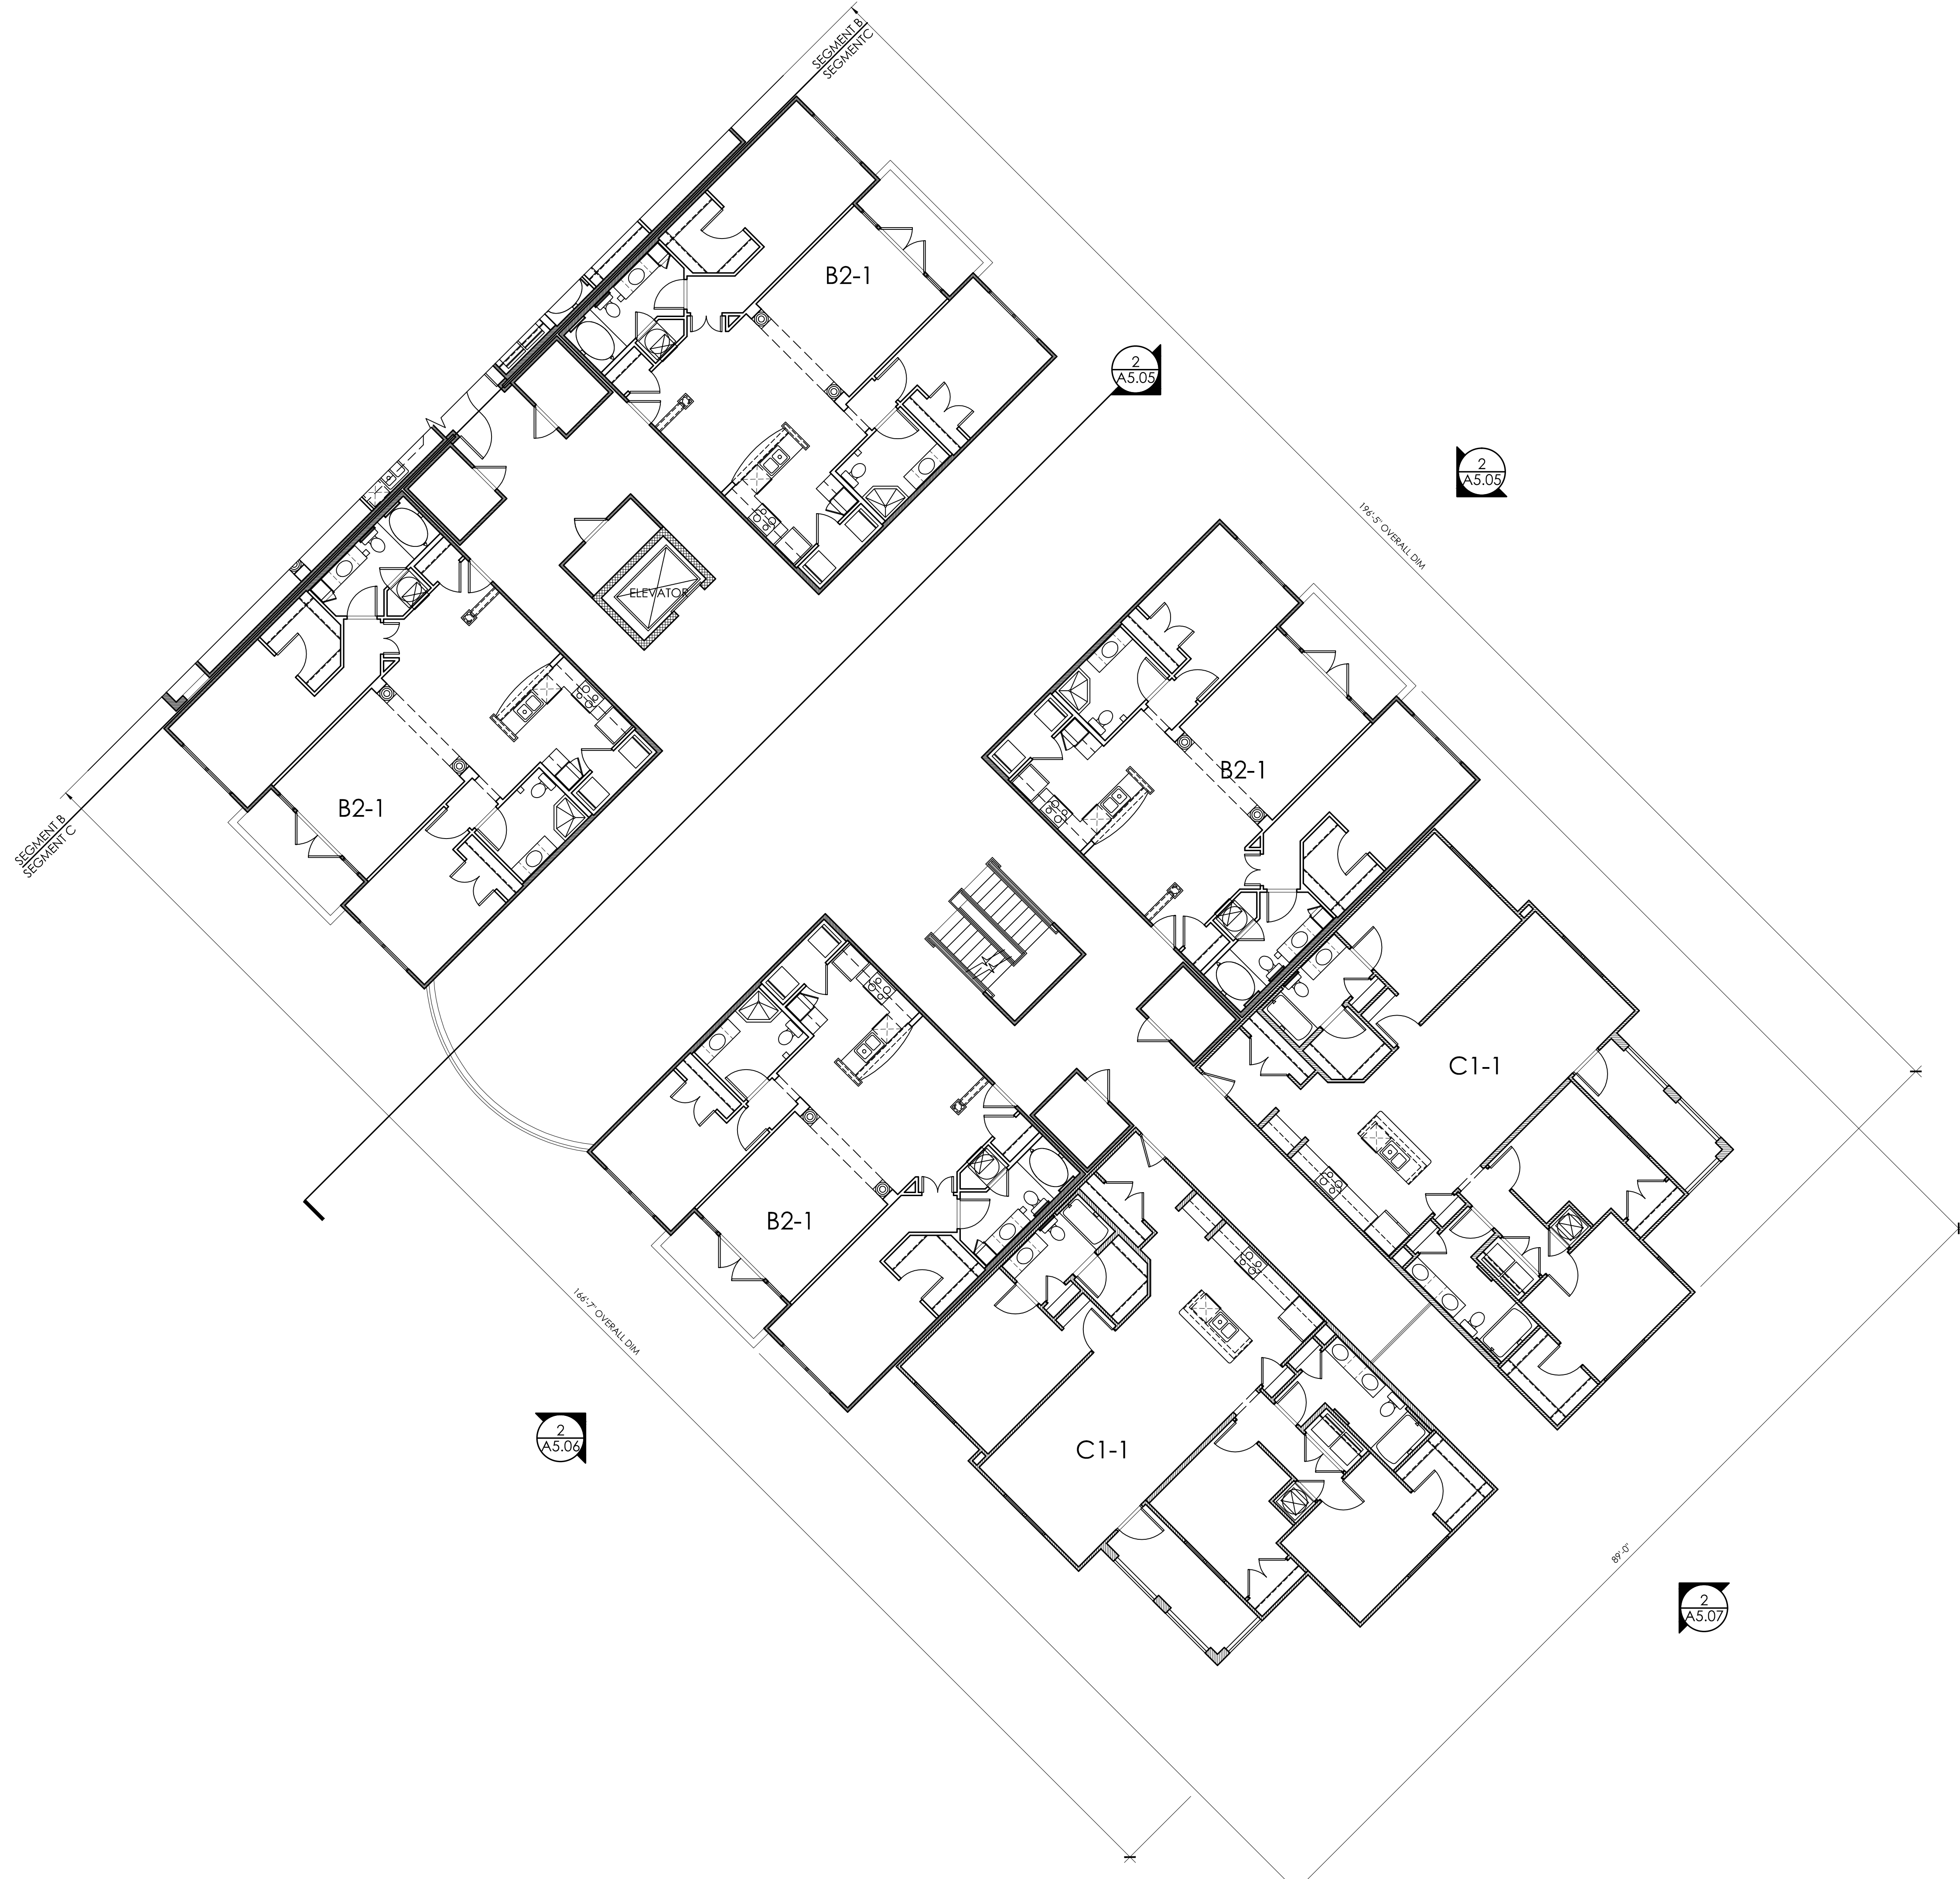 SEGMENT B
SEGMENTC
B2-1
2
A5.05
2
A5.05
196'-5" OVERALL DIM
ELEVATOR
B2-1
B2-1
SEGMENT B
SEGMENT C
C1-1
B2-1
166'-7" OVERALL DIM
2
A5.06
C1-1
89'-0"
2
A5.07